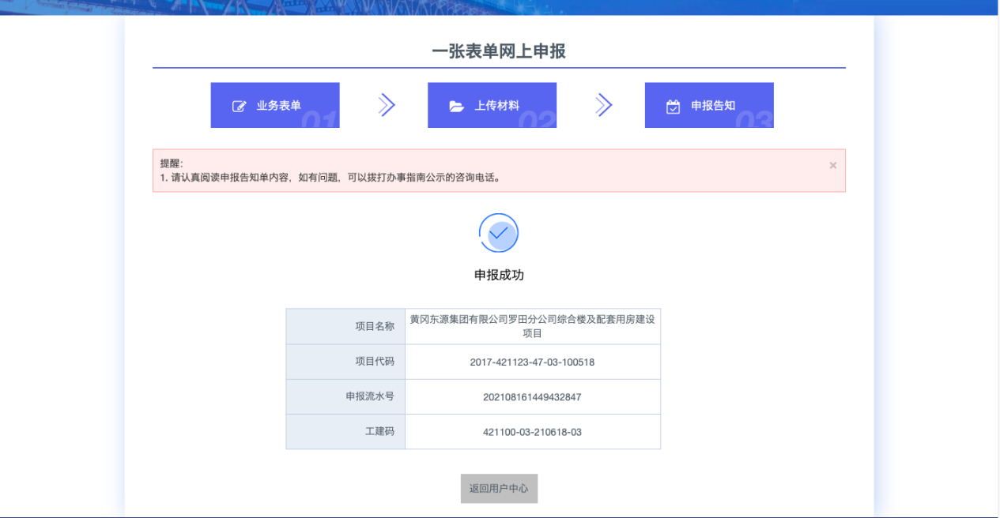 一张表单网上申报
业务表单
01
上传材料
02
申报告知
03
提醒:
×
1. 请认真阅读申报告知单内容，如有问题，可以拨打办事指南公示的咨询电话。
申报成功
项目名称
黄冈东源集团有限公司罗田分公司综合楼及配套用房建设
项目
项目代码
2017-421123-47-03-100518
申报流水号
202108161449432847
工建码
421100-03-210618-03
返回用户中心